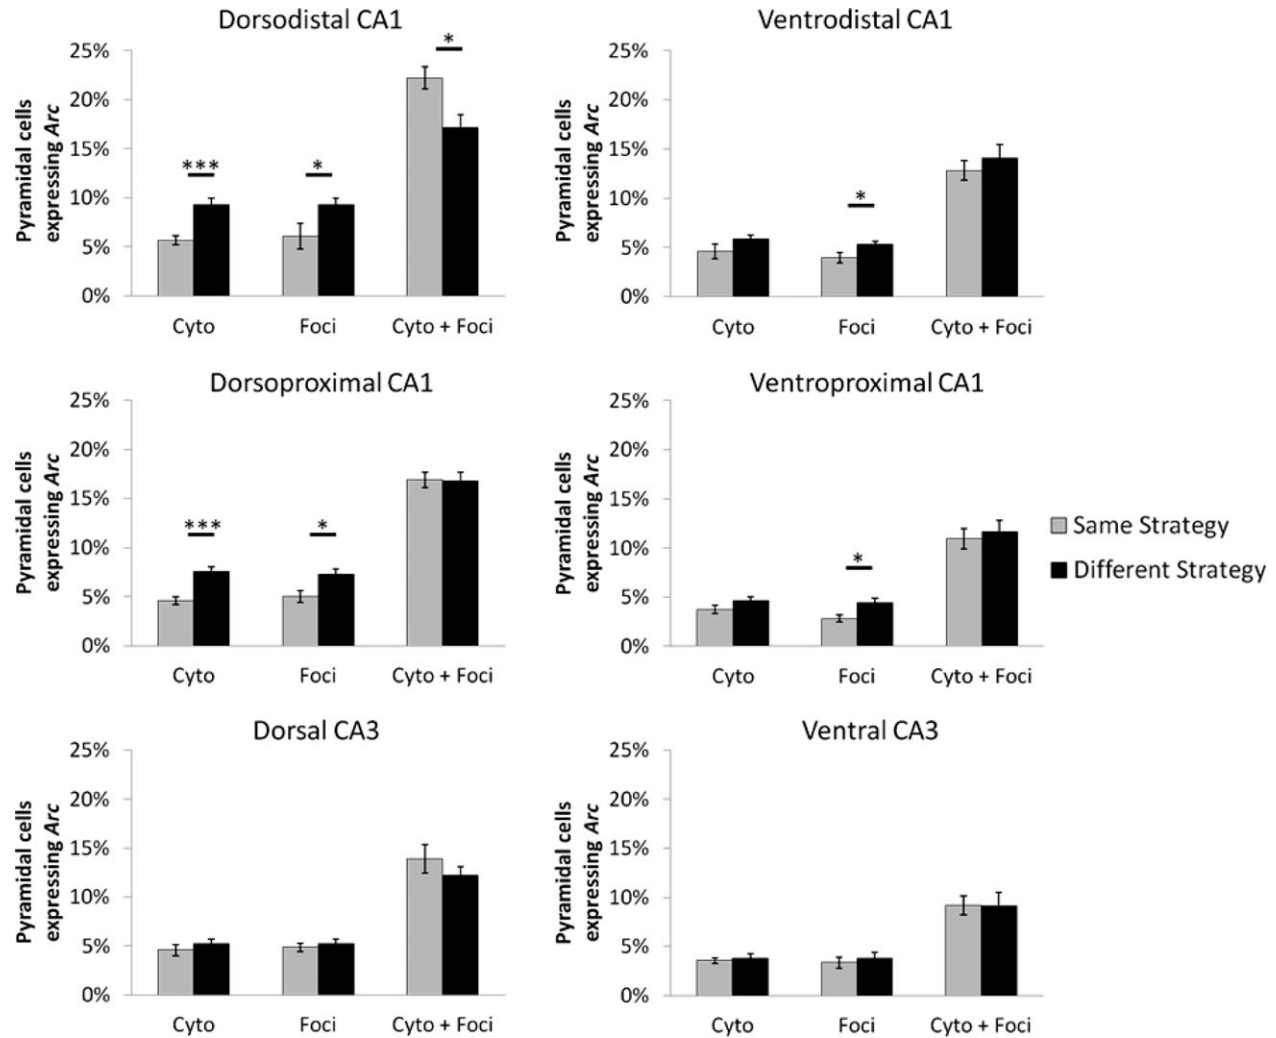 Dorsodistal CA1
Pyramidal cells
expressing Arc
25%
20%
15%
10%
5%
0%
***
*
*
Cyto
Foci
Cyto + Foci
Ventrodistal CA1
Pyramidal cells
expressing Arc
25%
20%
15%
10%
5%
0%
*
Cyto
Foci
Cyto + Foci
Dorsoproximal CA1
Pyramidal cells
expressing Arc
25%
20%
15%
10%
5%
0%
***
*
Cyto
Foci
Cyto + Foci
Ventroproximal CA1
Pyramidal cells
expressing Arc
25%
20%
15%
10%
5%
0%
*
Cyto
Foci
Cyto + Foci
Same Strategy
Different Strategy
Dorsal CA3
Pyramidal cells
expressing Arc
25%
20%
15%
10%
5%
0%
Cyto
Foci
Cyto + Foci
Ventral CA3
Pyramidal cells
expressing Arc
25%
20%
15%
10%
5%
0%
Cyto
Foci
Cyto + Foci